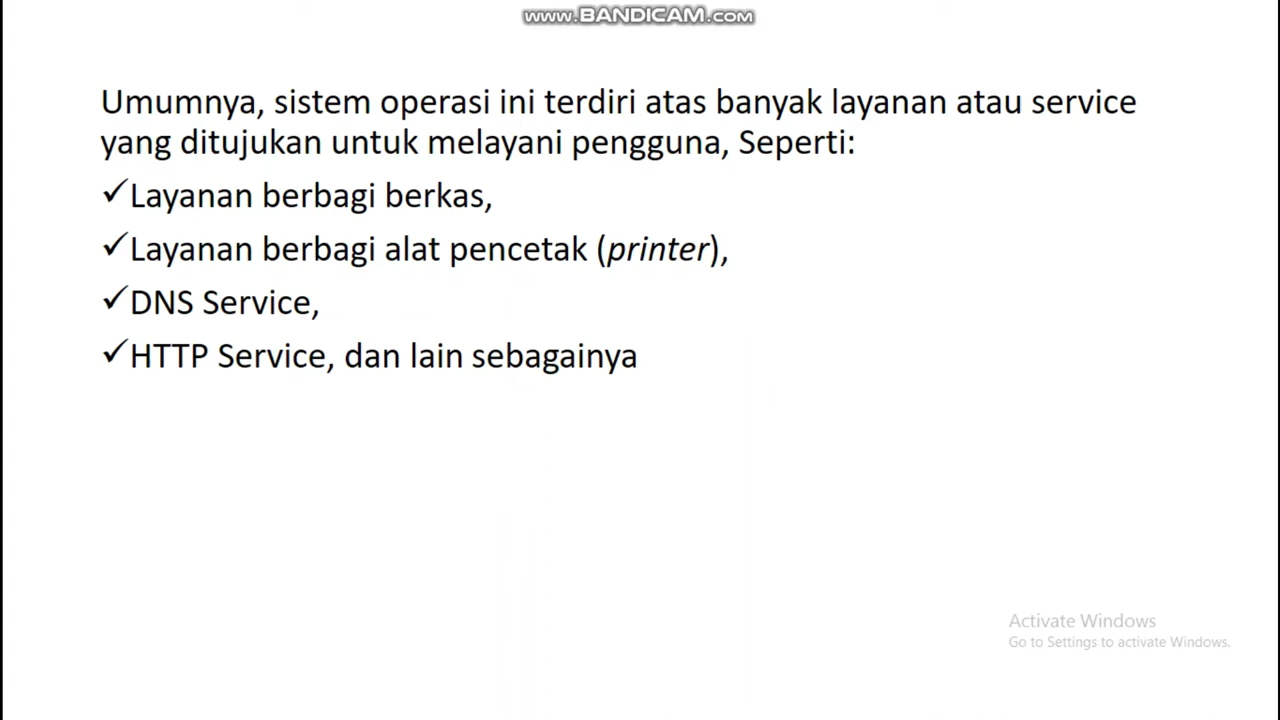 www.BANDICAM.com
Umumnya, sistem operasi ini terdiri atas banyak layanan atau service
yang ditujukan untuk melayani pengguna, Seperti:
✓Layanan berbagi berkas,
✓Layanan berbagi alat pencetak (printer),
✓DNS Service,
✓HTTP Service, dan lain sebagainya
Activate Windows
Go to Settings to activate Windows.